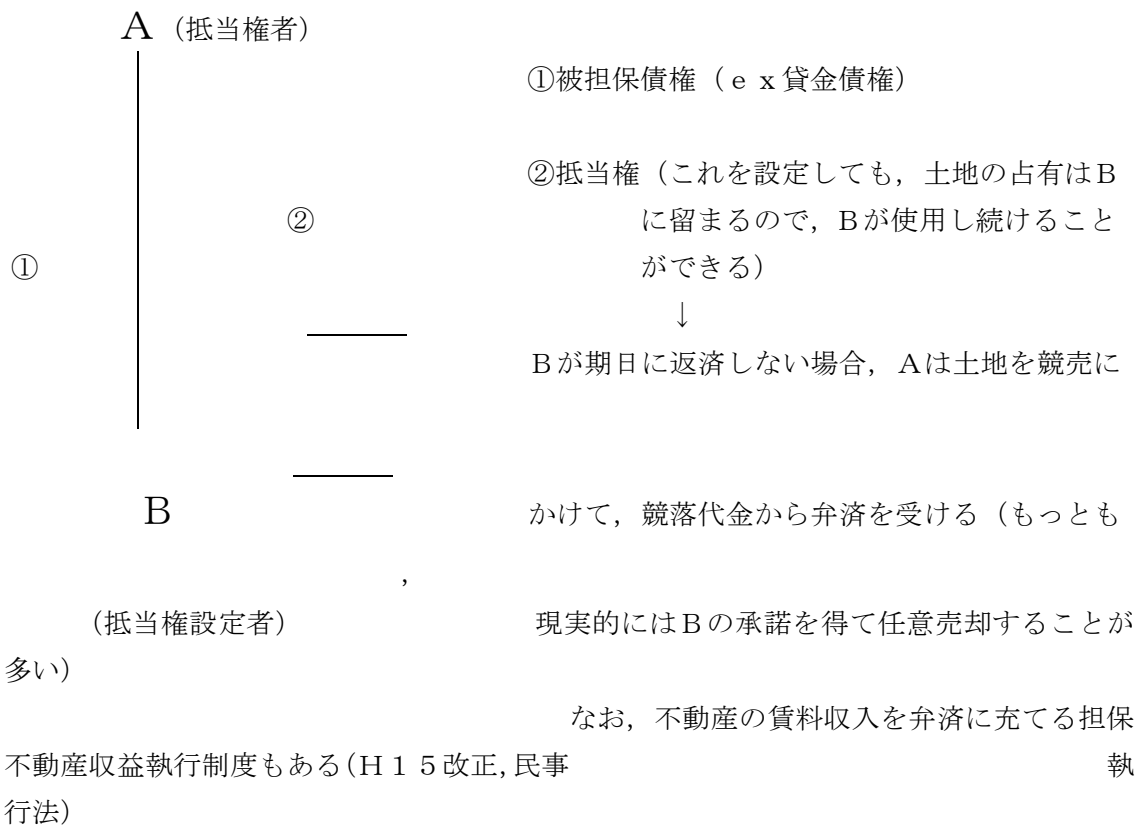 A（抵当権者）
①被担保債権（ｅｘ貸金債権）
②抵当権（これを設定しても，土地の占有はＢ
②
に留まるので，Ｂが使用し続けること
①
ができる）
↓
Ｂが期日に返済しない場合，Ａは土地を競売に
B
かけて，競落代金から弁済を受ける（もっとも
，
（抵当権設定者）
現実的にはＢの承諾を得て任意売却することが
多い）
なお，不動産の賃料収入を弁済に充てる担保
不動産収益執行制度もある（Ｈ１５改正，民事 執
行法）